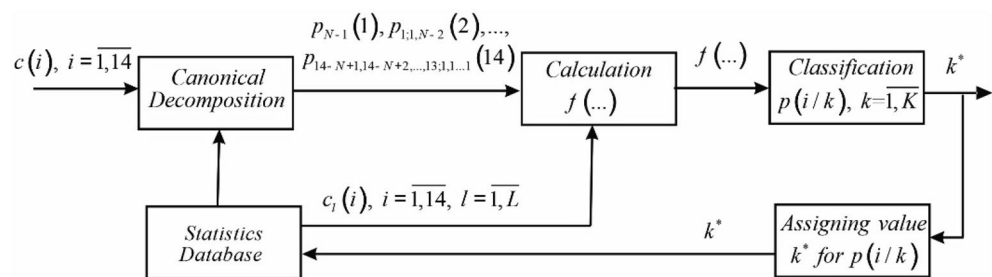 c(i), i=1,14
Canonical
Decomposition
p_{N-1}(1), p_{1;1,N-2}(2),...,
p_{14-N+1,14-N+2,...,13;1,1...1}(14)
Calculation
f(...)
f(...)
Classification
p(i/k), k=1,K
k*
Statistics
Database
c_l(i), i=1,14, l=1,L
k*
Assigning value
k* for p(i/k)